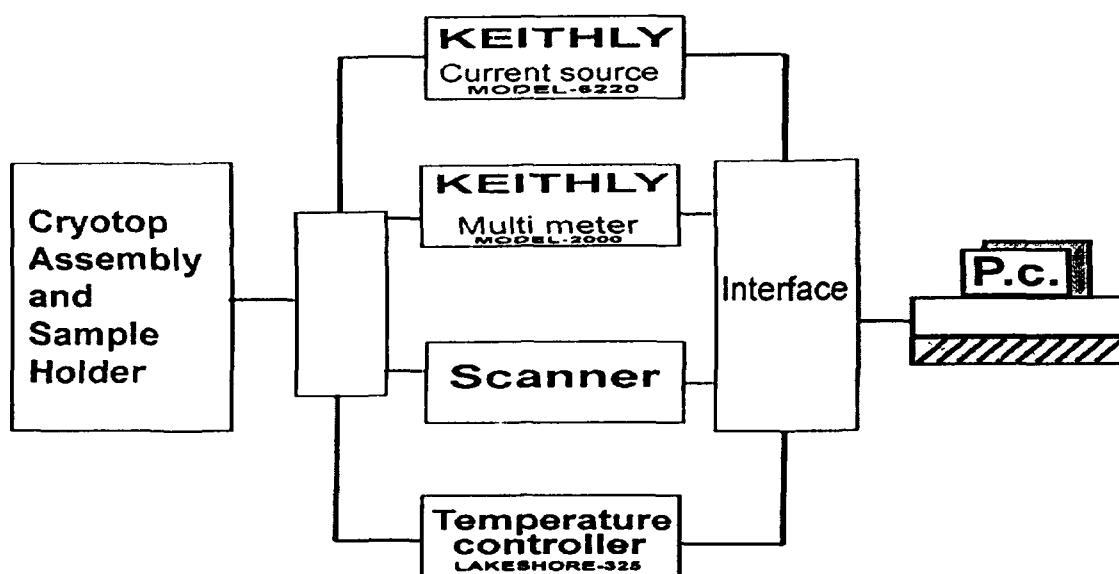 KEITHLY
Current source
MODEL-6220
Cryotop
Assembly
and
Sample
Holder
KEITHLY
Multi meter
MODEL-2000
Scanner
Temperature
controller
LAKESHORE-325
Interface
P.c.